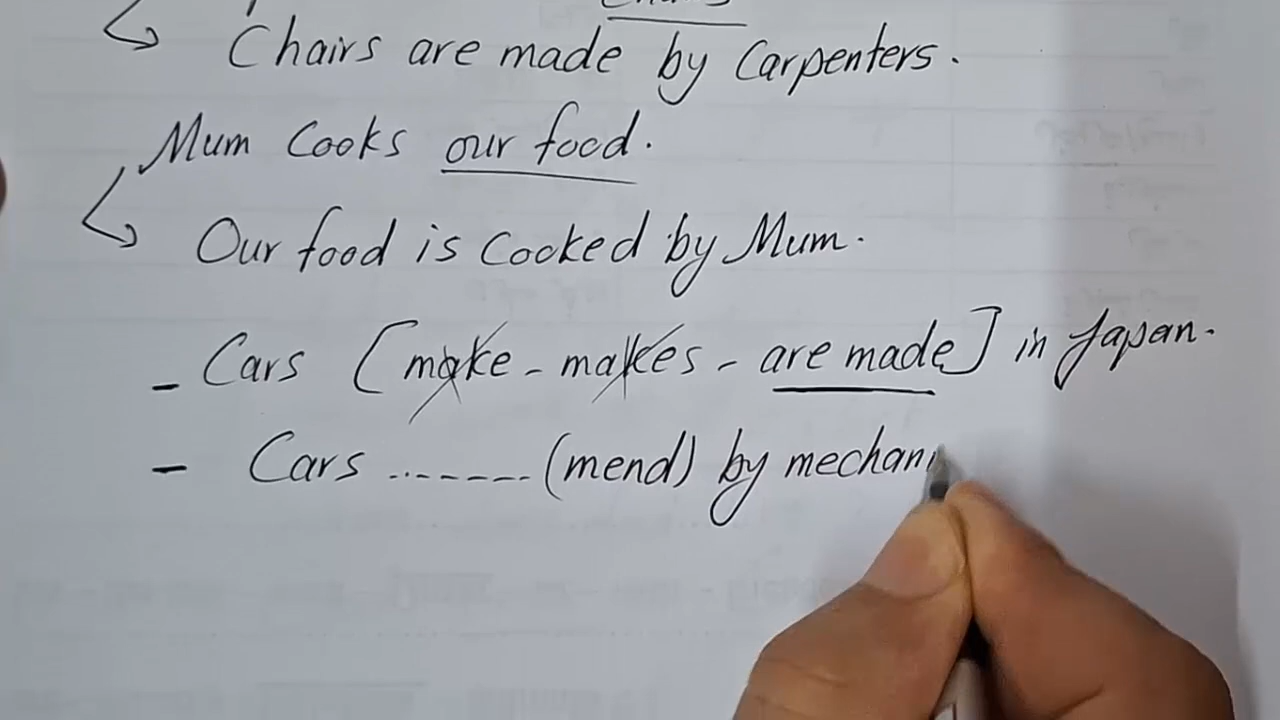 Chairs are made by Carpenters.
Mum Cooks our food.
Our food is Cooked by Mum.
- Cars [make - makes - are made] in Japan.
- Cars ........ (mend) by mechani